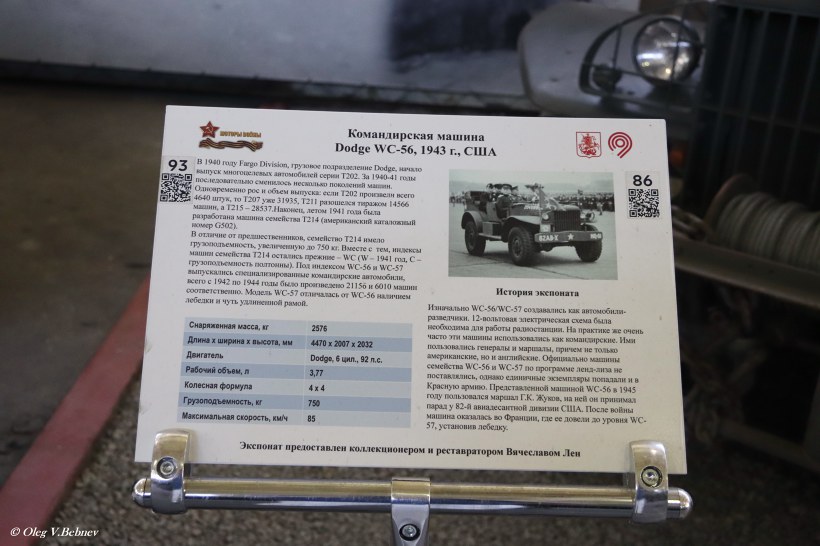 МОТОРЫ ВОЙНЫ
Командирская машина
Dodge WC-56, 1943 г., США
93
В 1940 году Fargo Division, грузовое подразделение Dodge, начало
выпуск многоцелевых автомобилей серии Т202. За 1940-41 годы
последовательно сменилось несколько поколений машин.
Одновременно рос и объем выпуска: если Т202 произвели всего
4640 штук, то Т207 уже 31935, Т211 разошелся тиражом 14566
машин, а Т215 – 28537.Наконец, летом 1941 года была
разработана машина семейства Т214 (американский каталожный
номер G502).
В отличие от предшественников, семейство Т214 имело
грузоподъемность, увеличенную до 750 кг. Вместе с тем, индексы
машин семейства Т214 остались прежние – WC (W – 1941 год, С –
грузоподъемность полтонны). Под индексом WC-56 и WC-57
выпускались специализированные командирские автомобили,
всего с 1942 по 1944 годы было произведено 21156 и 6010 машин
соответственно. Модель WC-57 отличалась от WC-56 наличием
лебедки и чуть удлиненной рамой.
Снаряженная масса, кг 2576
Длина х ширина х высота, мм 4470 х 2007 х 2032
Двигатель Dodge, 6 цил., 92 л.с.
Рабочий объем, л 3,77
Колесная формула 4 х 4
Грузоподъемность, кг 750
Максимальная скорость, км/ч 85
86
История экспоната
Изначально WC-56/WC-57 создавались как автомобили-
разведчики. 12-вольтовая электрическая схема была
необходима для работы радиостанции. На практике же очень
часто эти машины использовались как командирские. Ими
пользовались генералы и маршалы, причем не только
американские, но и английские. Официально машины
семейства WC-56 и WC-57 по программе ленд-лиза не
поставлялись, однако единичные экземпляры попадали и в
Красную армию. Представленной машиной WC-56 в 1945
году пользовался маршал Г.К. Жуков, на ней он принимал
парад у 82-й авиадесантной дивизии США. После войны
машина оказалась во Франции, где ее довели до уровня WC-
57, установив лебедку.
Экспонат предоставлен коллекционером и реставратором Вячеславом Лен
© Oleg V.Bebnev